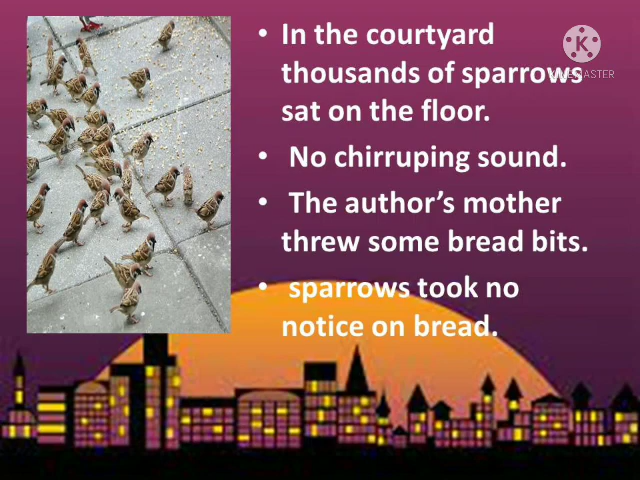 • In the courtyard
thousands of sparrows
sat on the floor.
• No chirruping sound.
• The author's mother
threw some bread bits.
• sparrows took no
notice on bread.
K
KINEMASTER